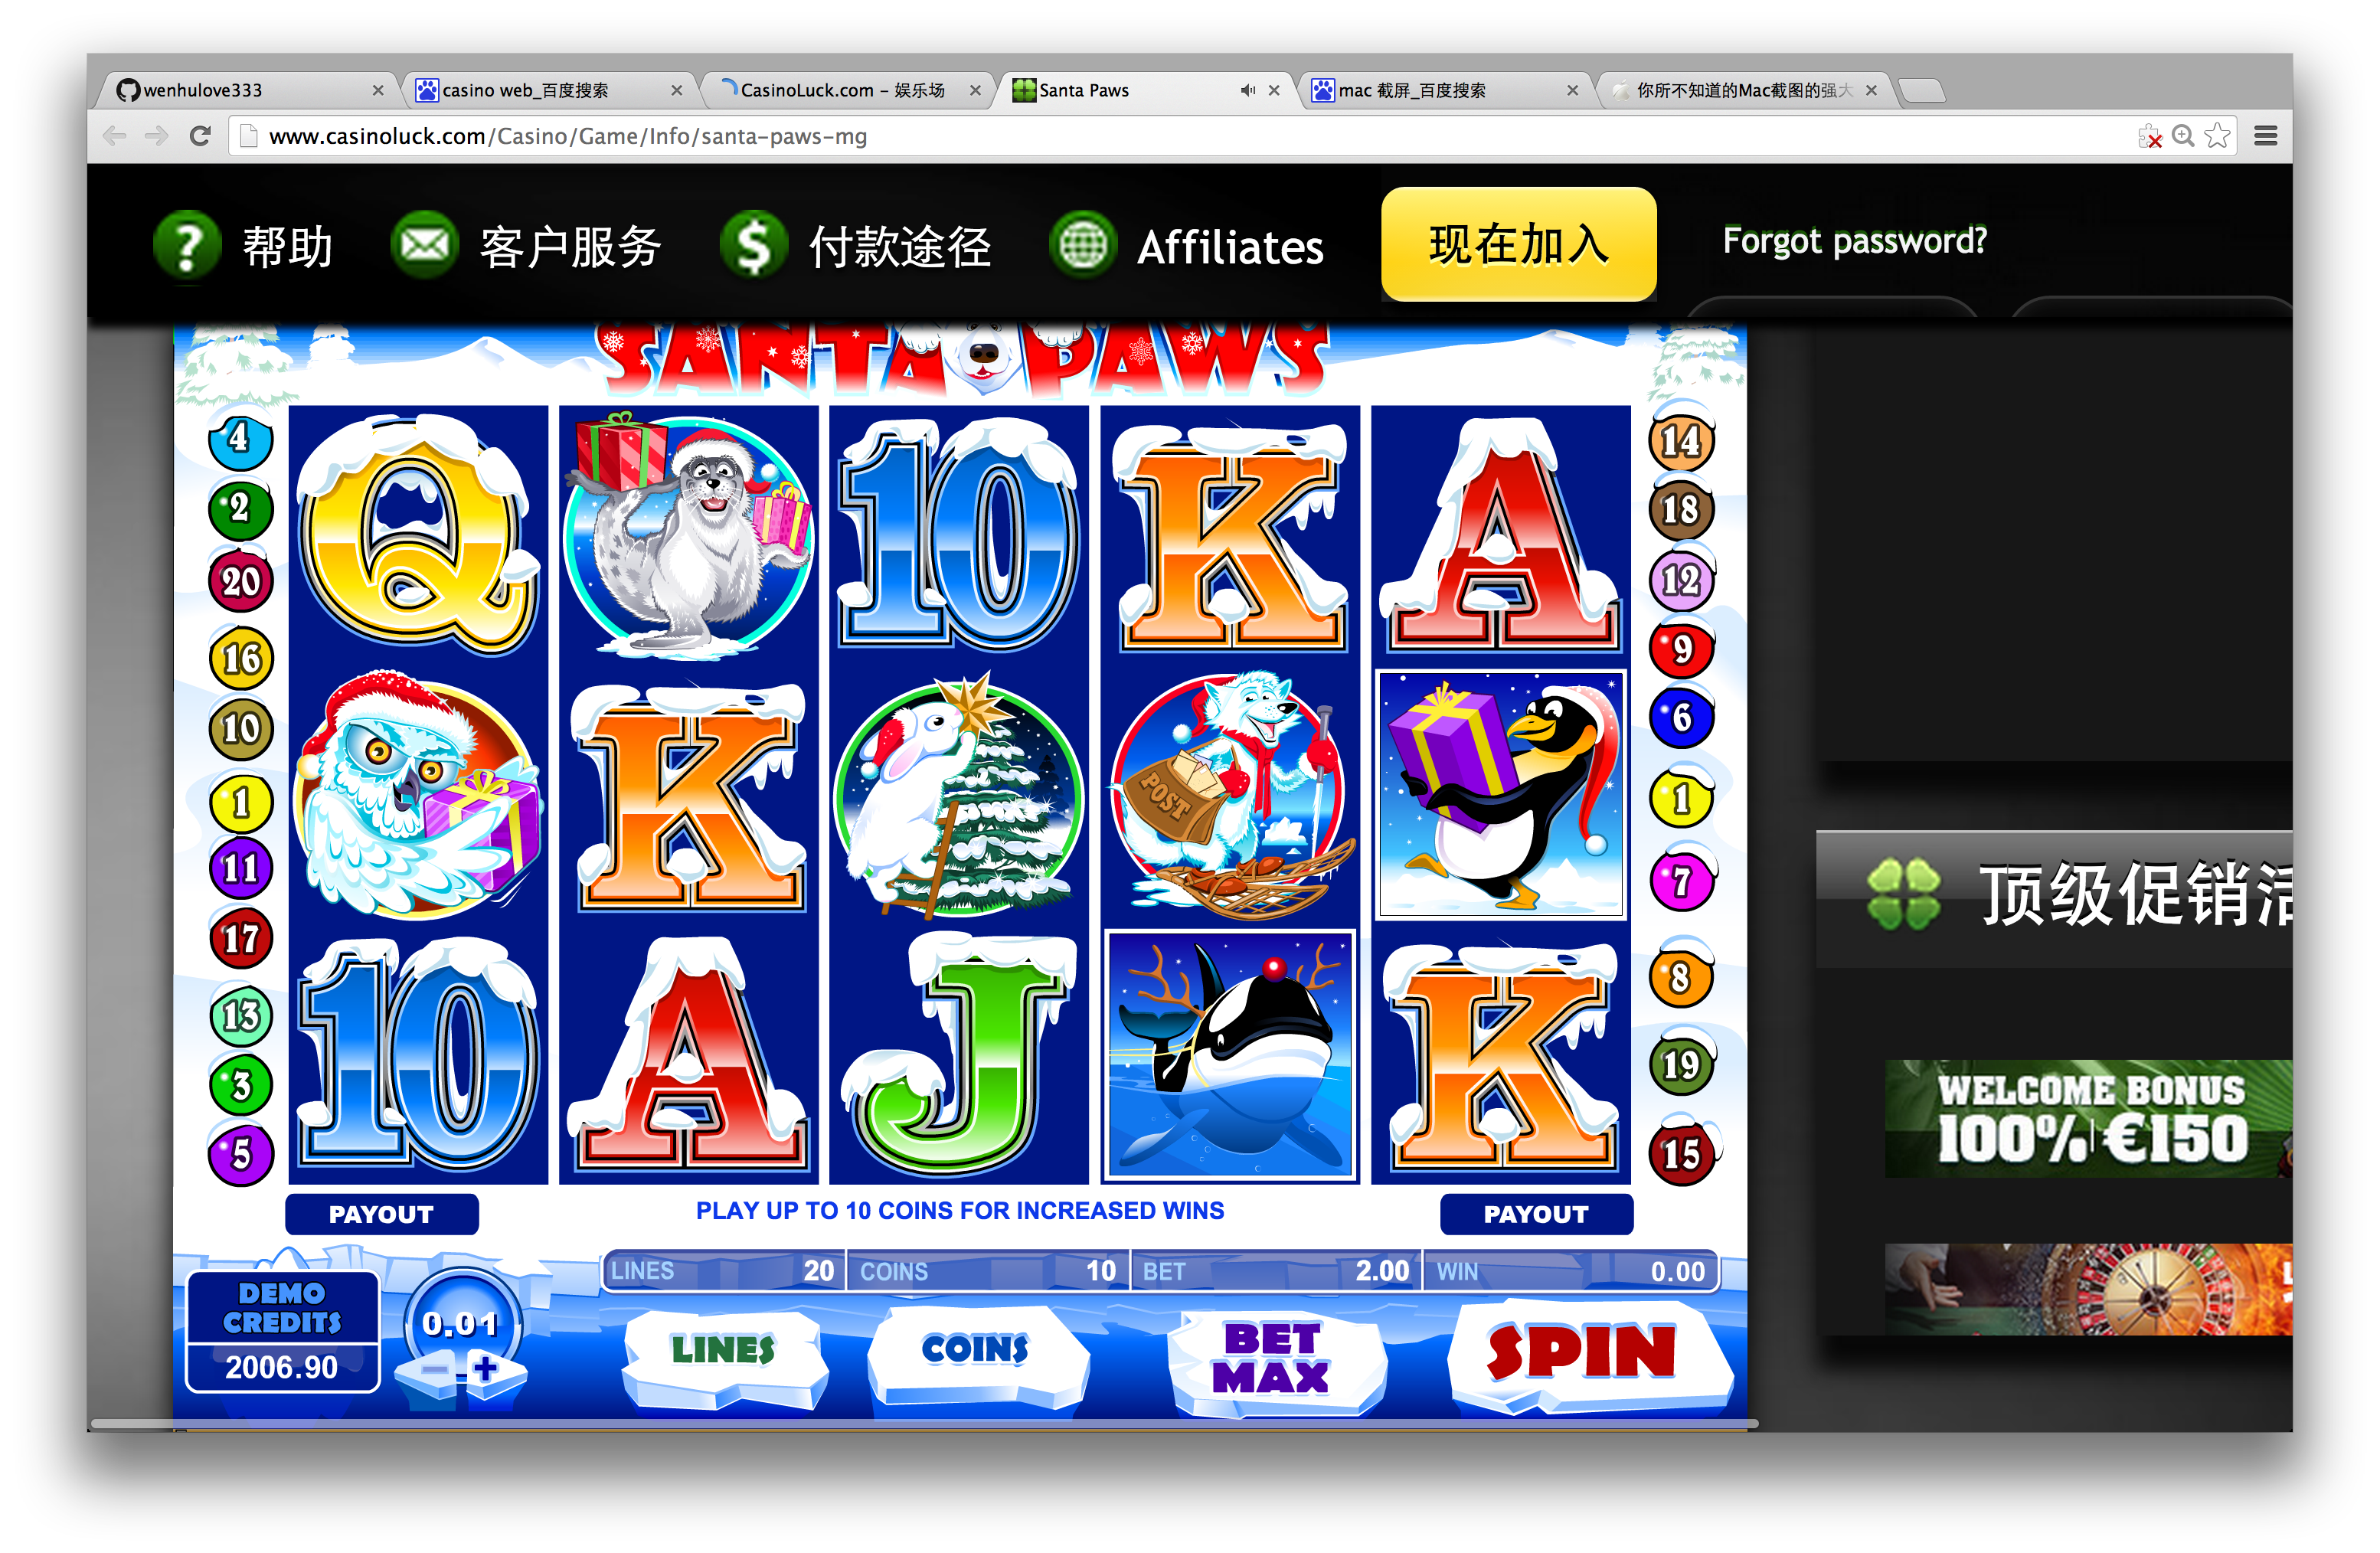 wenhulove333
casino web_百度搜索
CasinoLuck.com - 娱乐场
Santa Paws
mac 截屏_百度搜索
你所不知道的Mac截图的强大
www.casinoluck.com/Casino/Game/Info/santa-paws-mg
帮助
客户服务
付款途径
Affiliates
现在加入
Forgot password?
SANTA PAWS
4
2
20
16
10
1
11
17
13
3
5
Q
10
K
A
K
POST
10
A
J
K
14
18
12
9
6
1
7
8
19
15
PAYOUT
PLAY UP TO 10 COINS FOR INCREASED WINS
PAYOUT
LINES 20
COINS 10
BET 2.00
WIN 0.00
DEMO
CREDITS
2006.90
0.01
- +
LINES
COINS
BET
MAX
SPIN
顶级促销活
WELCOME BONUS
100% €150